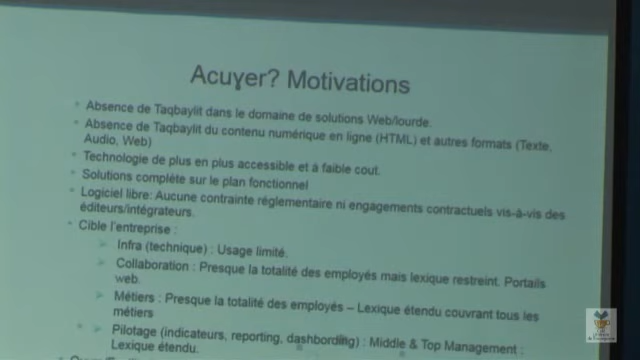 Acuɣer? Motivations
Absence de Taqbaylit dans le domaine de solutions Web/lourde.
Absence de Taqbaylit du contenu numérique en ligne (HTML) et autres formats (Texte,
Audio, Web)
Technologie de plus en plus accessible et à faible cout.
Solutions complète sur le plan fonctionnel
Logiciel libre: Aucune contrainte réglementaire ni engagements contractuels vis-à-vis des
éditeurs/intégrateurs.
Cible l'entreprise :
Infra (technique) : Usage limité.
Collaboration : Presque la totalité des employés mais lexique restreint. Portails
web.
Métiers : Presque la totalité des employés – Lexique étendu couvrant tous les
métiers
Pilotage (indicateurs, reporting, dashbording) : Middle & Top Management :
Lexique étendu.